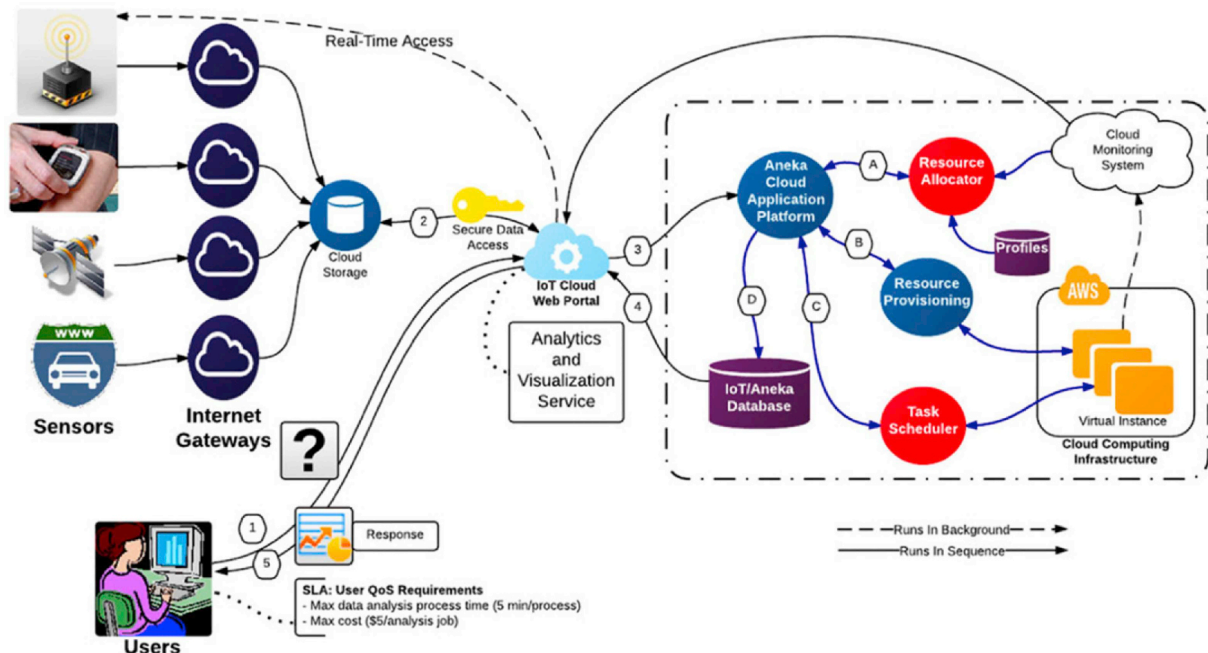 Real-Time Access
Cloud
Monitoring
System
Aneka
Cloud
Application
Platform
A
Resource
Allocator
2
Secure Data
Access
Cloud
Storage
3
IoT Cloud
Web Portal
B
Profiles
Resource
Provisioning
AWS
4
D
C
Analytics
and
Visualization
Service
WWW
IoT/Aneka
Database
Task
Scheduler
Virtual Instance
Cloud Computing
Infrastructure
Sensors
Internet
Gateways
?
1
Response
5
Runs In Background
Runs In Sequence
SLA: User QoS Requirements
- Max data analysis process time (5 min/process)
- Max cost ($5/analysis job)
Users